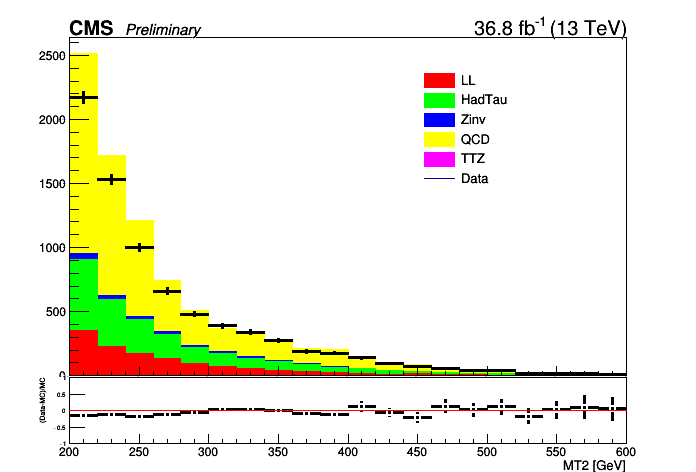 CMS Preliminary 36.8 fb-1 (13 TeV)
2500
2000
1500
1000
500
0
LL
HadTau
Zinv
QCD
TTZ
Data
(Data-MC)/MC
1
0.5
0
−0.5
−1
200 250 300 350 400 450 500 550 600
MT2 [GeV]